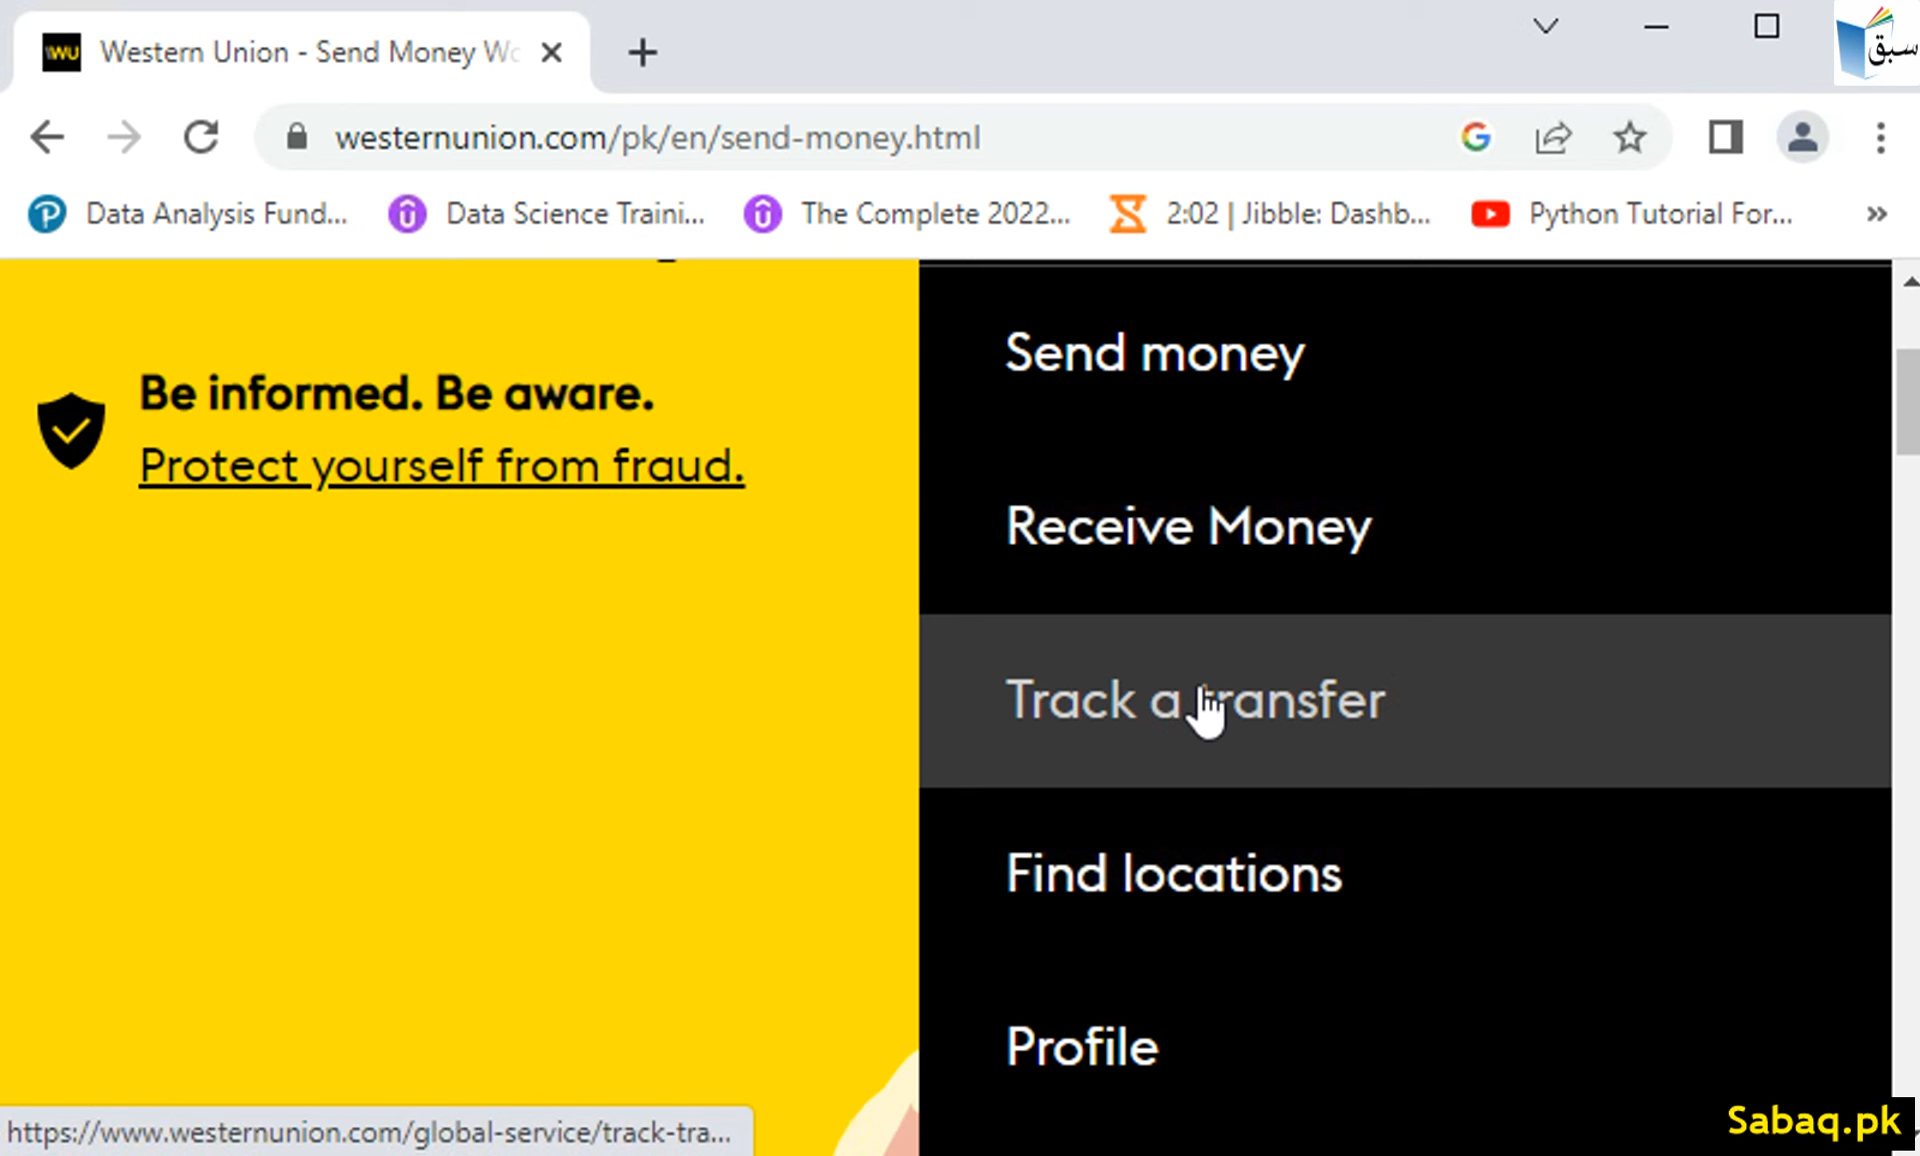 WU Western Union - Send Money Wo
سبق
westernunion.com/pk/en/send-money.html
Data Analysis Fund... Data Science Traini... The Complete 2022... 2:02 | Jibble: Dashb... Python Tutorial For... »
Be informed. Be aware.
Protect yourself from fraud.
Send money
Receive Money
Track a transfer
Find locations
Profile
https://www.westernunion.com/global-service/track-tra...
Sabaq.pk